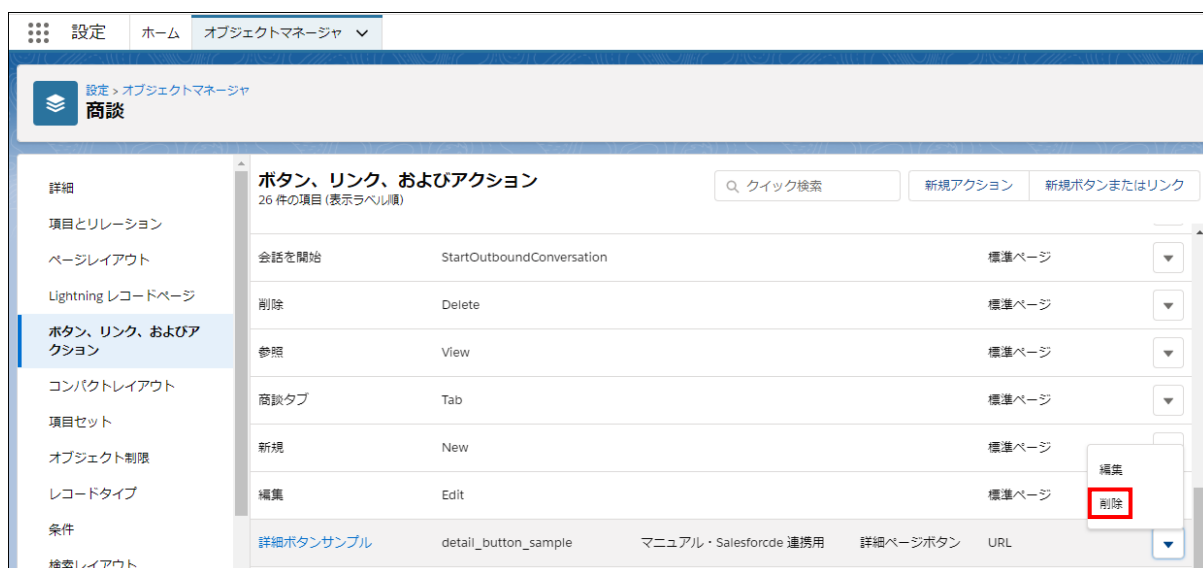 設定
ホーム
オブジェクトマネージャ
設定 > オブジェクトマネージャ
商談
詳細
項目とリレーション
ページレイアウト
Lightning レコードページ
ボタン、リンク、およびア
クション
コンパクトレイアウト
項目セット
オブジェクト制限
レコードタイプ
条件
検索レイアウト
ボタン、リンク、およびアクション
26 件の項目 (表示ラベル順)
クイック検索
新規アクション
新規ボタンまたはリンク
会話を開始 StartOutboundConversation 標準ページ
削除 Delete 標準ページ
参照 View 標準ページ
商談タブ Tab 標準ページ
新規 New 標準ページ
編集 Edit 標準ページ
詳細ボタンサンプル detail_button_sample マニュアル・Salesforcde 連携用 詳細ページボタン URL
編集
削除